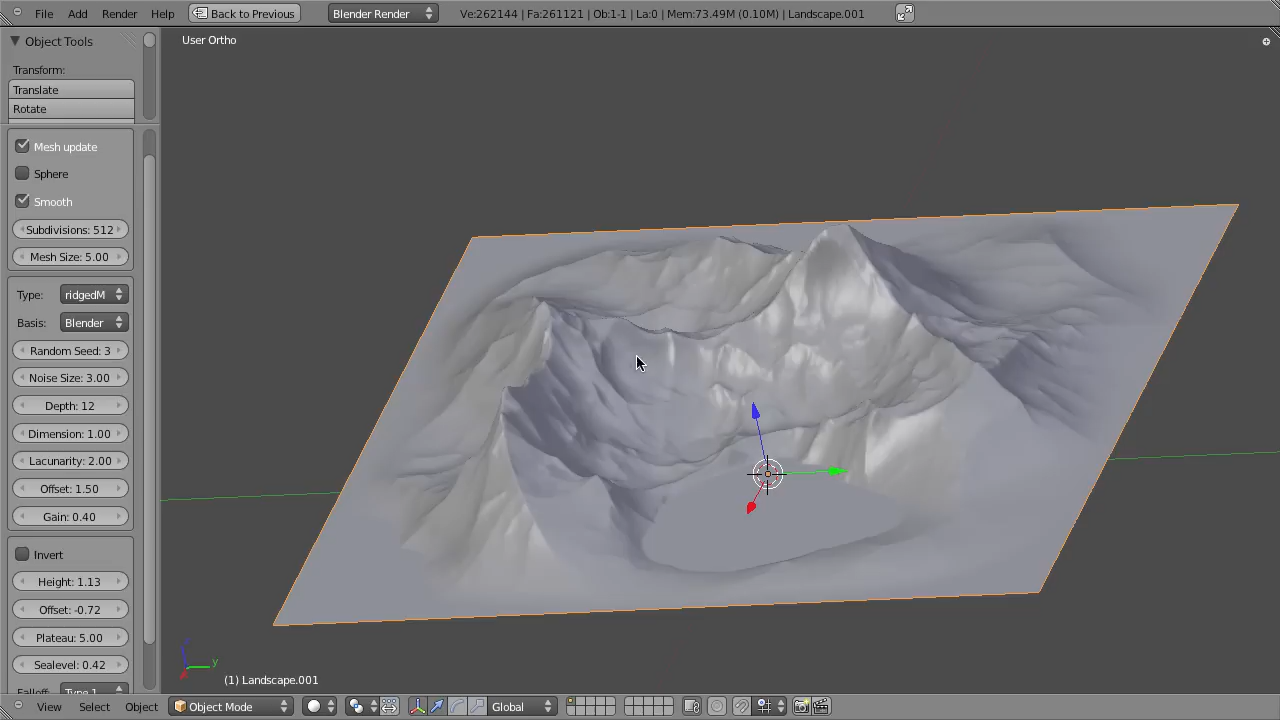 File Add Render Help Back to Previous Blender Render Ve:262144 | Fa:261121 | Ob:1-1 | La:0 | Mem:73.49M (0.10M) | Landscape.001
Object Tools
User Ortho
Transform:
Translate
Rotate
Mesh update
Sphere
Smooth
Subdivisions: 512
Mesh Size: 5.00
Type: ridgedM
Basis: Blender
Random Seed: 3
Noise Size: 3.00
Depth: 12
Dimension: 1.00
Lacunarity: 2.00
Offset: 1.50
Gain: 0.40
Invert
Height: 1.13
Offset: -0.72
Plateau: 5.00
Sealevel: 0.42
Falloff: Type 1
y
(1) Landscape.001
View Select Object Object Mode Global